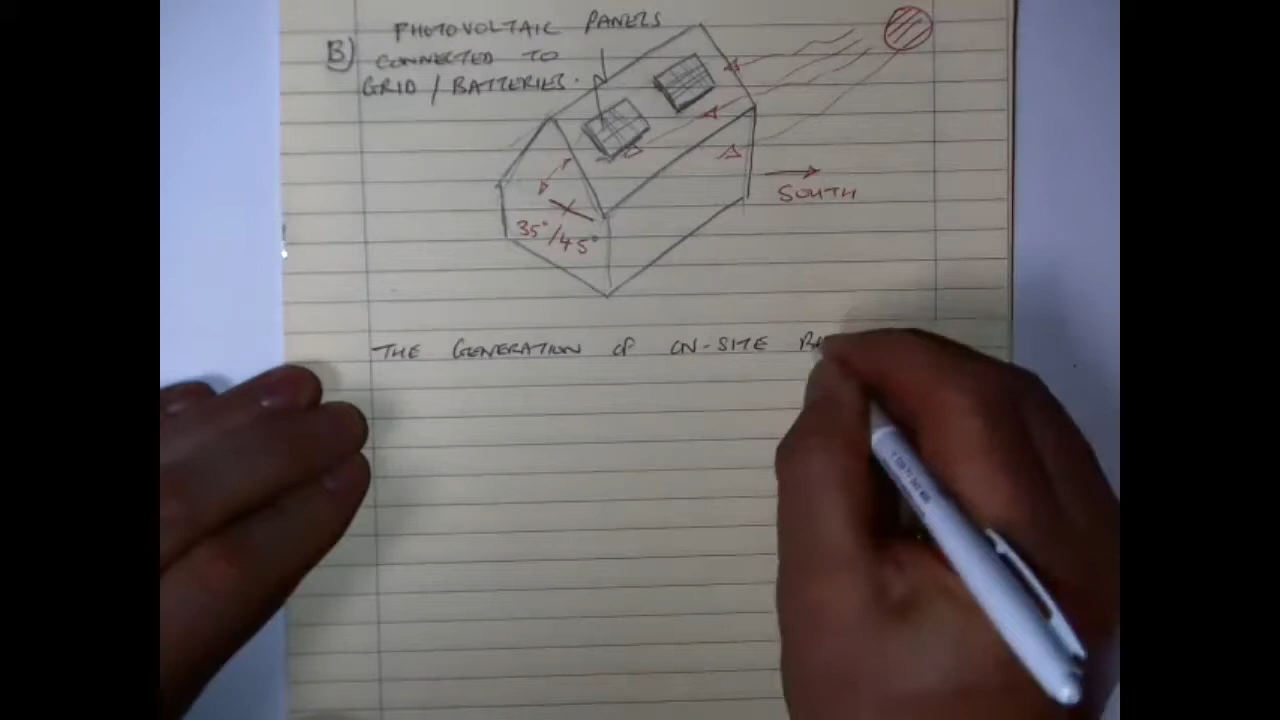 B) PHOTOVOLTAIC PANELS
CONNECTED TO
GRID / BATTERIES.
SOUTH
35°/45°
THE GENERATION OF ON-SITE